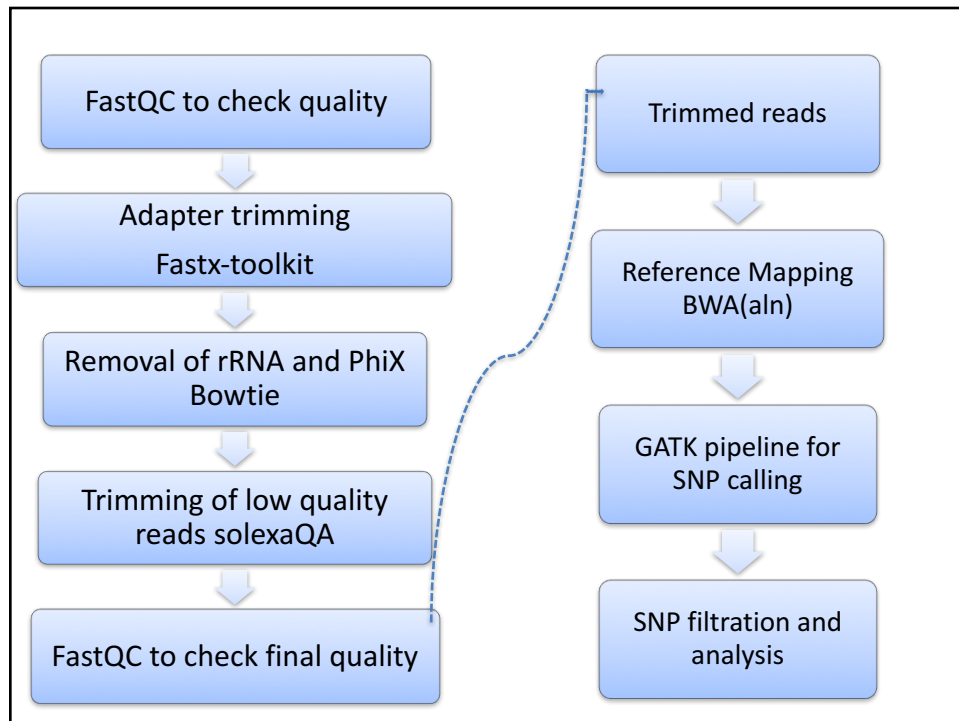 FastQC to check quality
Adapter trimming
Fastx-toolkit
Removal of rRNA and PhiX
Bowtie
Trimming of low quality
reads solexaQA
FastQC to check final quality
Trimmed reads
Reference Mapping
BWA(aln)
GATK pipeline for
SNP calling
SNP filtration and
analysis